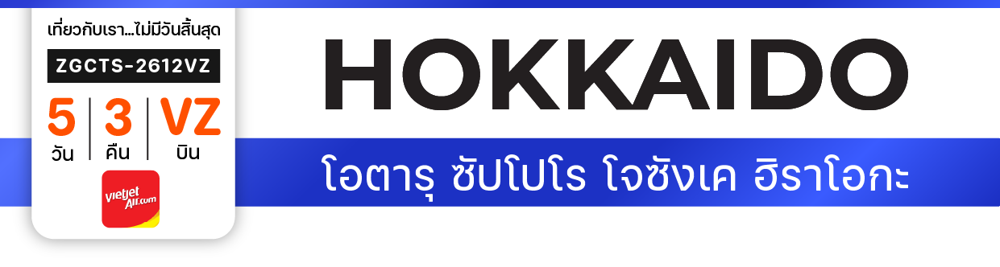 เที่ยวกับเรา...ไม่มีวันสิ้นสุด
ZGCTS-2612VZ
5 วัน
3 คืน
VZ บิน
vietjet
Air.com
HOKKAIDO
โอตารุ ซัปโปโร โจซังเค ฮิราโอกะ